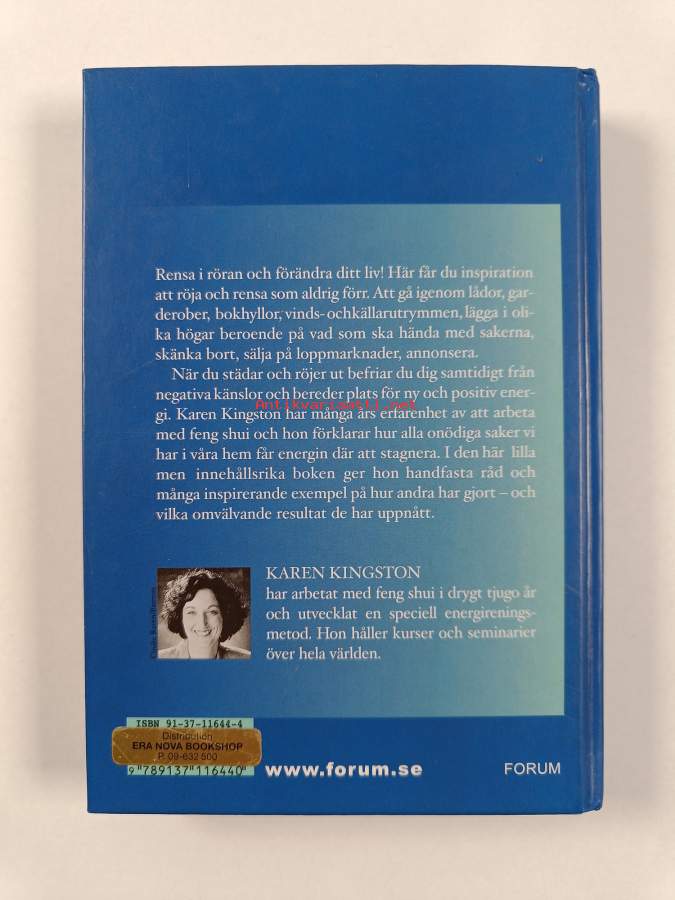 Rensa i röran och förändra ditt liv! Här får du inspiration
att röja och rensa som aldrig förr. Att gå igenom lådor, gar-
derober, bokhyllor, vinds- ochkällarutrymmen, lägga i oli-
ka högar beroende på vad som ska hända med sakerna,
skänka bort, sälja på loppmarknader, annonsera.
När du städar och röjer ut befriar du dig samtidigt från
negativa känslor och bereder plats för ny och positiv ener-
gi. Karen Kingston har många års erfarenhet av att arbeta
Antikvariaatti.net
med feng shui och hon förklarar hur alla onödiga saker vi
har i våra hem får energin där att stagnera. I den här lilla
men innehållsrika boken ger hon handfasta råd och
många inspirerande exempel på hur andra har gjort – och
vilka omvälvande resultat de har uppnått.
KAREN KINGSTON
har arbetat med feng shui i drygt tjugo år
och utvecklat en speciell energirenings-
metod. Hon håller kurser och seminarier
över hela världen.
ISBN 91-37-11644-4
Distribution
ERA NOVA BOOKSHOP
P. 09-632 500
9 789137 116440
www.forum.se
FORUM